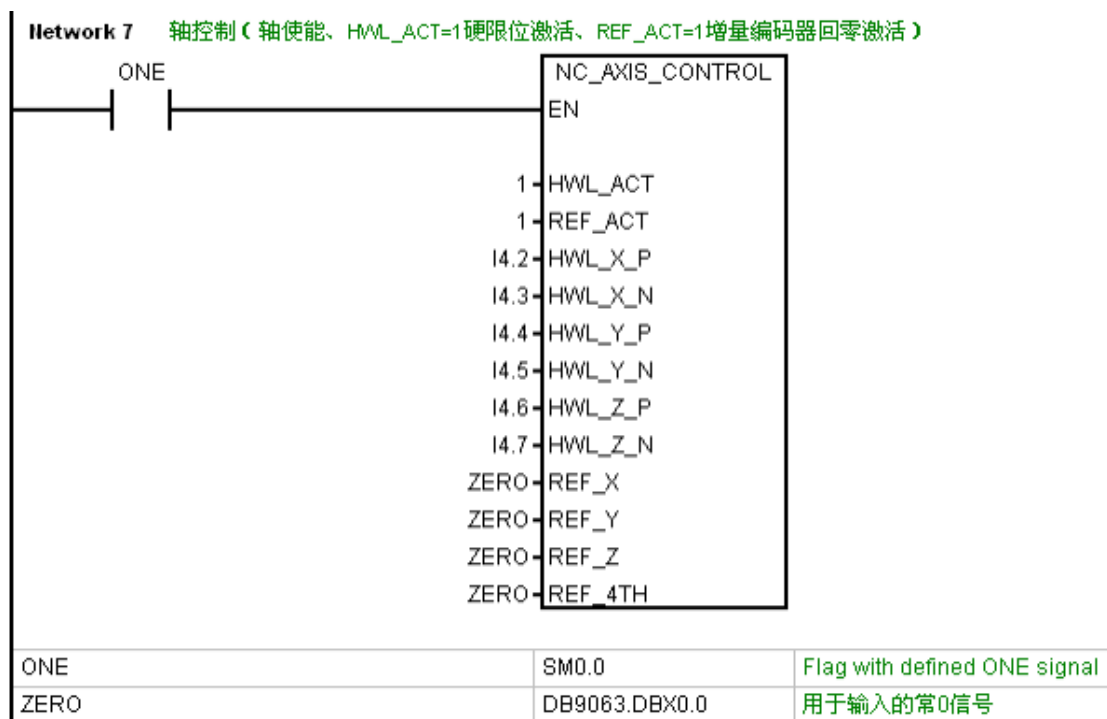 Network 7 轴控制（轴使能、HWL_ACT=1硬限位激活、REF_ACT=1增量编码器回零激活）
ONE
NC_AXIS_CONTROL
EN
1 HWL_ACT
1 REF_ACT
I4.2 HWL_X_P
I4.3 HWL_X_N
I4.4 HWL_Y_P
I4.5 HWL_Y_N
I4.6 HWL_Z_P
I4.7 HWL_Z_N
ZERO REF_X
ZERO REF_Y
ZERO REF_Z
ZERO REF_4TH
ONE SM0.0 Flag with defined ONE signal
ZERO DB9063.DBX0.0 用于输入的常0信号